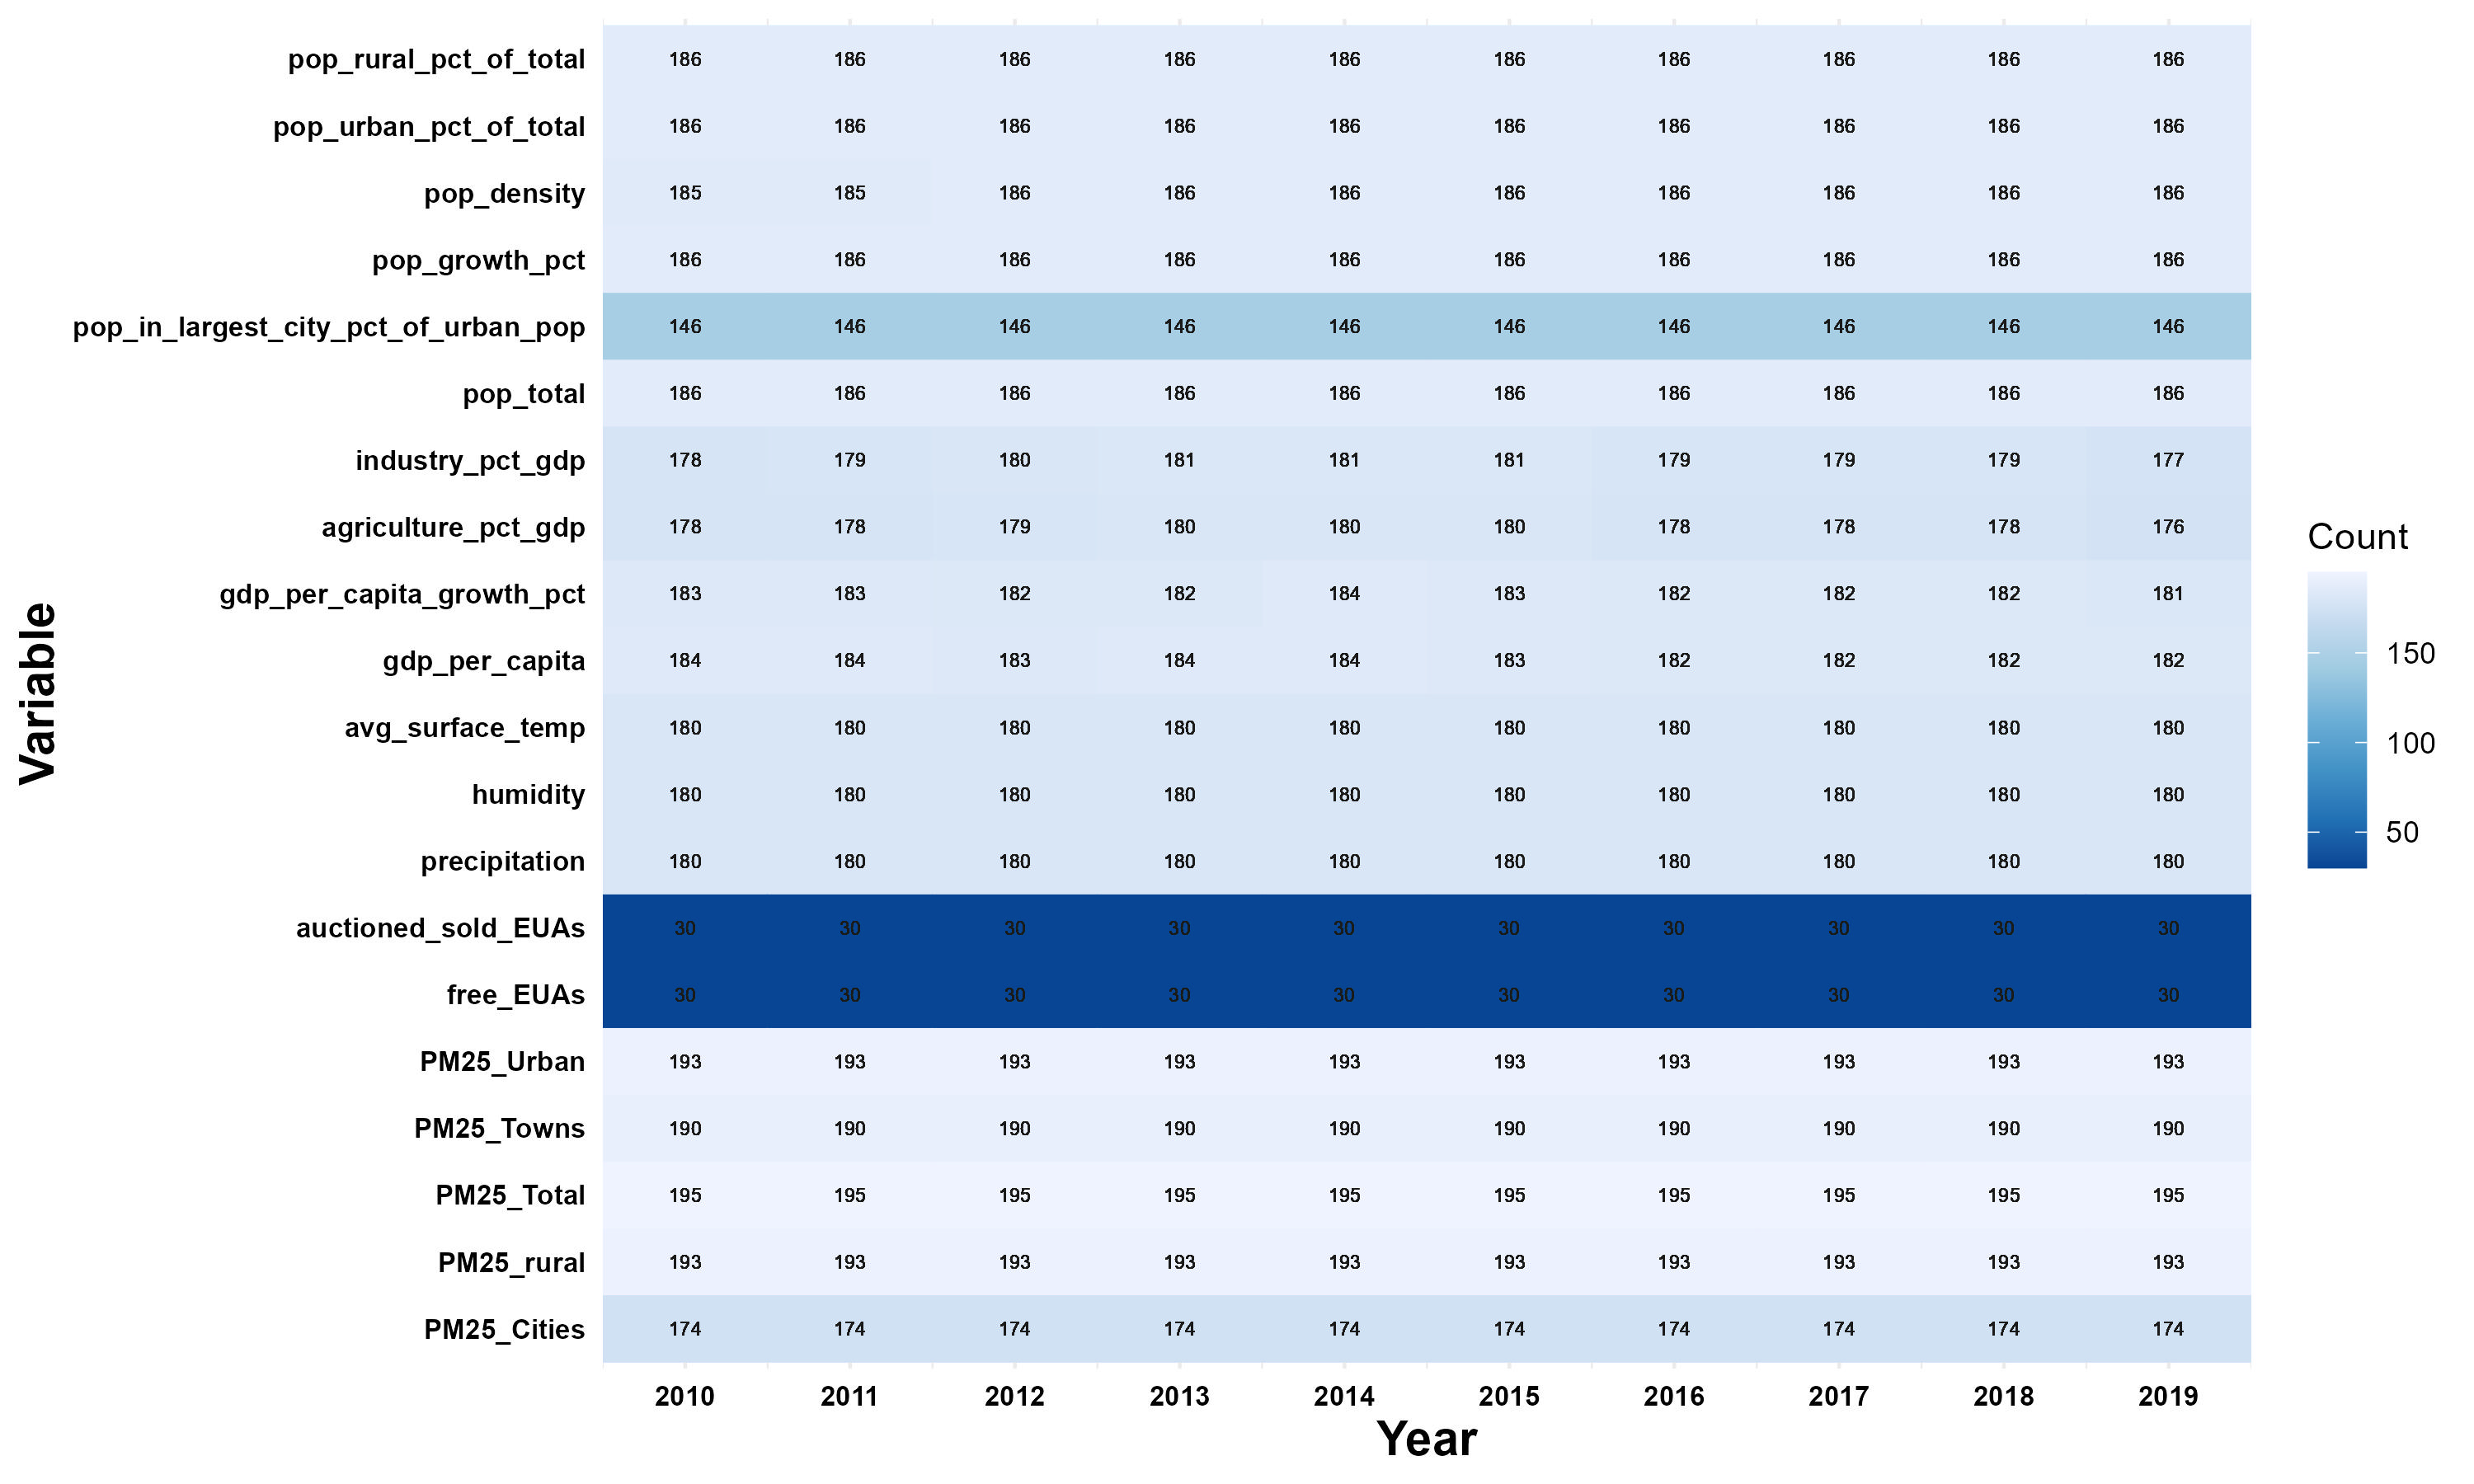 pop_rural_pct_of_total 186 186 186 186 186 186 186 186 186 186
pop_urban_pct_of_total 186 186 186 186 186 186 186 186 186 186
pop_density 185 185 186 186 186 186 186 186 186 186
pop_growth_pct 186 186 186 186 186 186 186 186 186 186
pop_in_largest_city_pct_of_urban_pop 146 146 146 146 146 146 146 146 146 146
pop_total 186 186 186 186 186 186 186 186 186 186
industry_pct_gdp 178 179 180 181 181 181 179 179 179 177
agriculture_pct_gdp 178 178 179 180 180 180 178 178 178 176
gdp_per_capita_growth_pct 183 183 182 182 184 183 182 182 182 181
gdp_per_capita 184 184 183 184 184 183 182 182 182 182
avg_surface_temp 180 180 180 180 180 180 180 180 180 180
humidity 180 180 180 180 180 180 180 180 180 180
precipitation 180 180 180 180 180 180 180 180 180 180
auctioned_sold_EUAs 30 30 30 30 30 30 30 30 30 30
free_EUAs 30 30 30 30 30 30 30 30 30 30
PM25_Urban 193 193 193 193 193 193 193 193 193 193
PM25_Towns 190 190 190 190 190 190 190 190 190 190
PM25_Total 195 195 195 195 195 195 195 195 195 195
PM25_rural 193 193 193 193 193 193 193 193 193 193
PM25_Cities 174 174 174 174 174 174 174 174 174 174
2010 2011 2012 2013 2014 2015 2016 2017 2018 2019
Year
Variable
Count
150
100
50